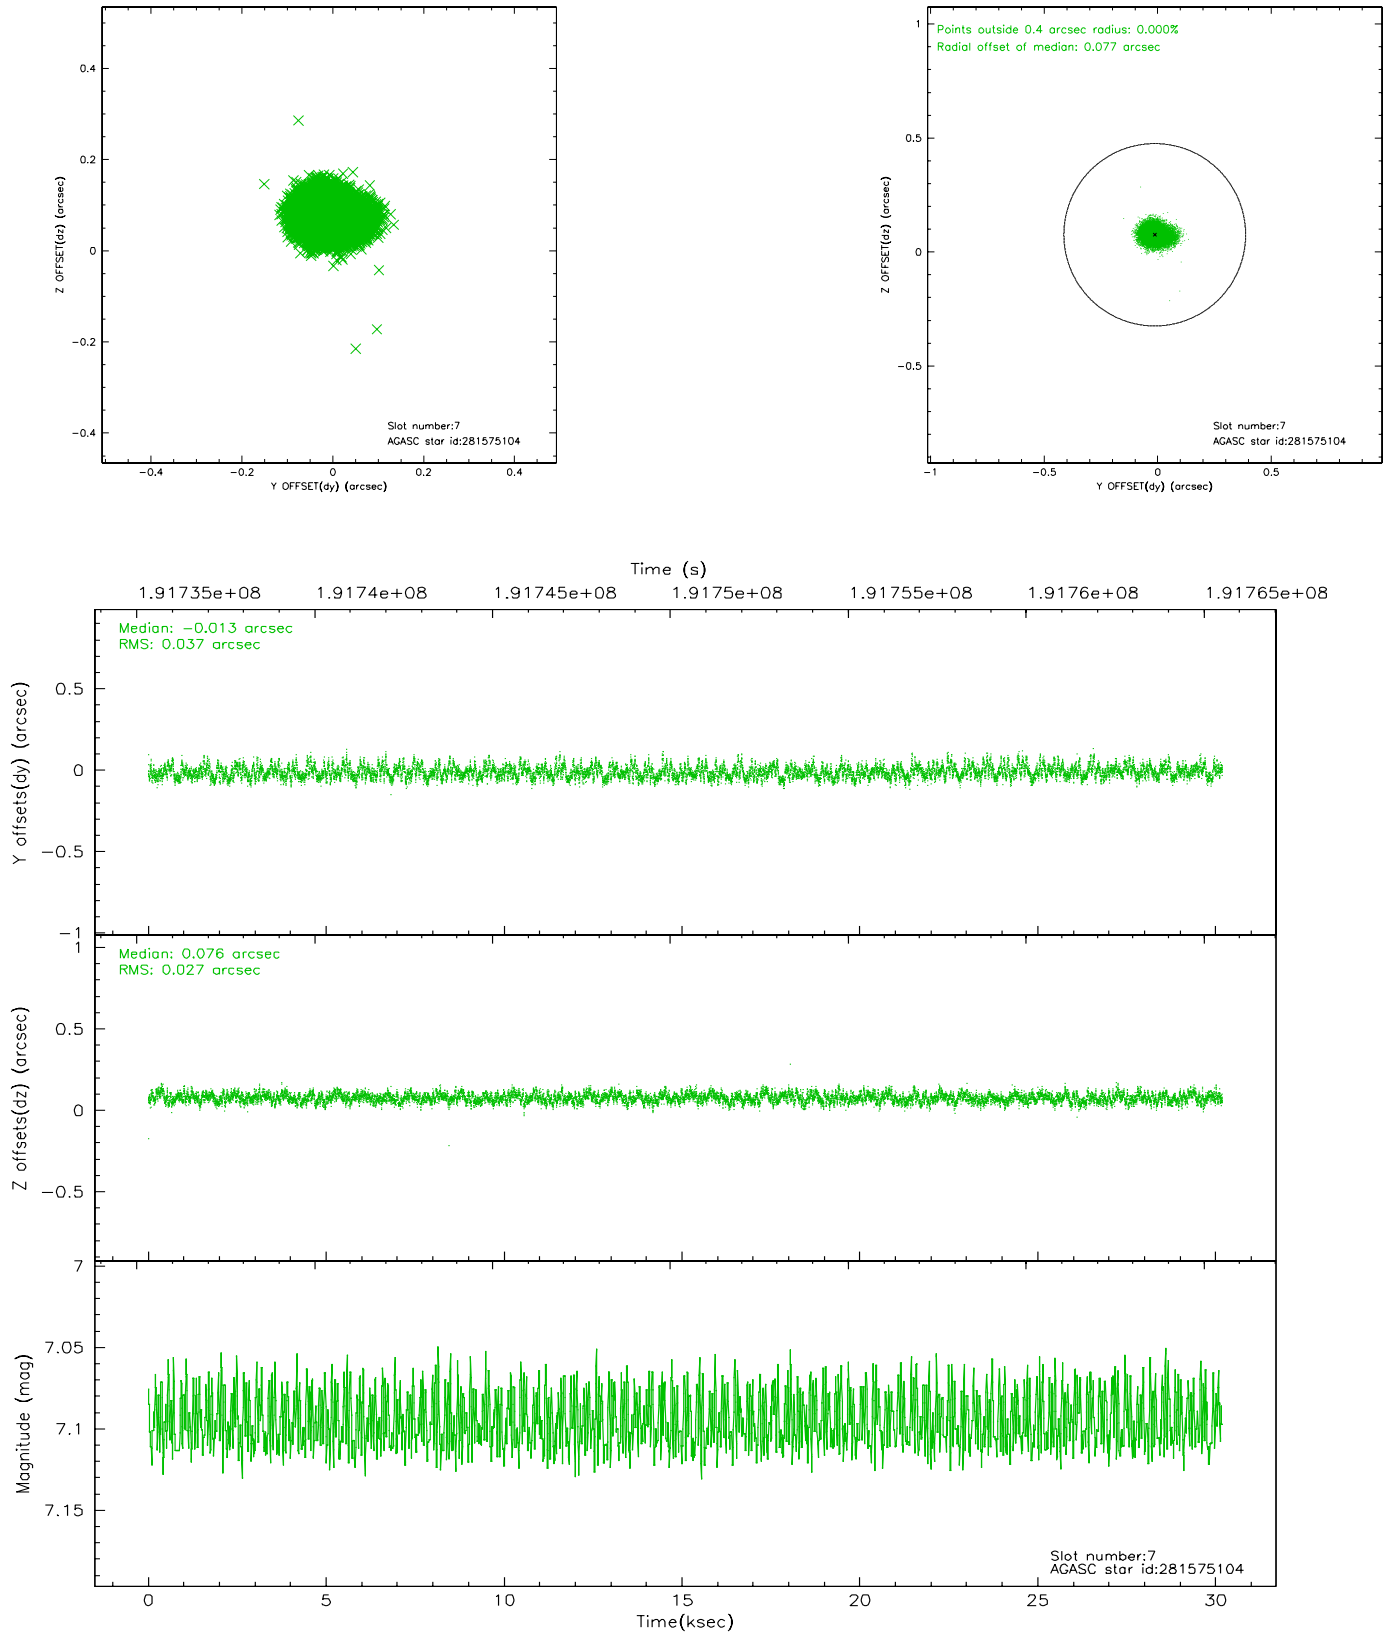 0.4
0.2
0
−0.2
−0.4
Z OFFSET(dz) (arcsec)
Slot number:7
AGASC star id:281575104
−0.4 −0.2 0 0.2 0.4
Y OFFSET(dy) (arcsec)
Points outside 0.4 arcsec radius: 0.000%
Radial offset of median: 0.077 arcsec
1
0.5
0
−0.5
Z OFFSET(dz) (arcsec)
Slot number:7
AGASC star id:281575104
−1 −0.5 0 0.5
Y OFFSET(dy) (arcsec)
Time (s)
1.91735e+08 1.9174e+08 1.91745e+08 1.9175e+08 1.91755e+08 1.9176e+08 1.91765e+08
Median: −0.013 arcsec
RMS: 0.037 arcsec
0.5
0
−0.5
−1
Y offsets(dy) (arcsec)
Median: 0.076 arcsec
RMS: 0.027 arcsec
1
0.5
0
−0.5
Z offsets(dz) (arcsec)
7
7.05
7.1
7.15
Magnitude (mag)
Slot number:7
AGASC star id:281575104
0 5 10 15 20 25 30
Time(ksec)